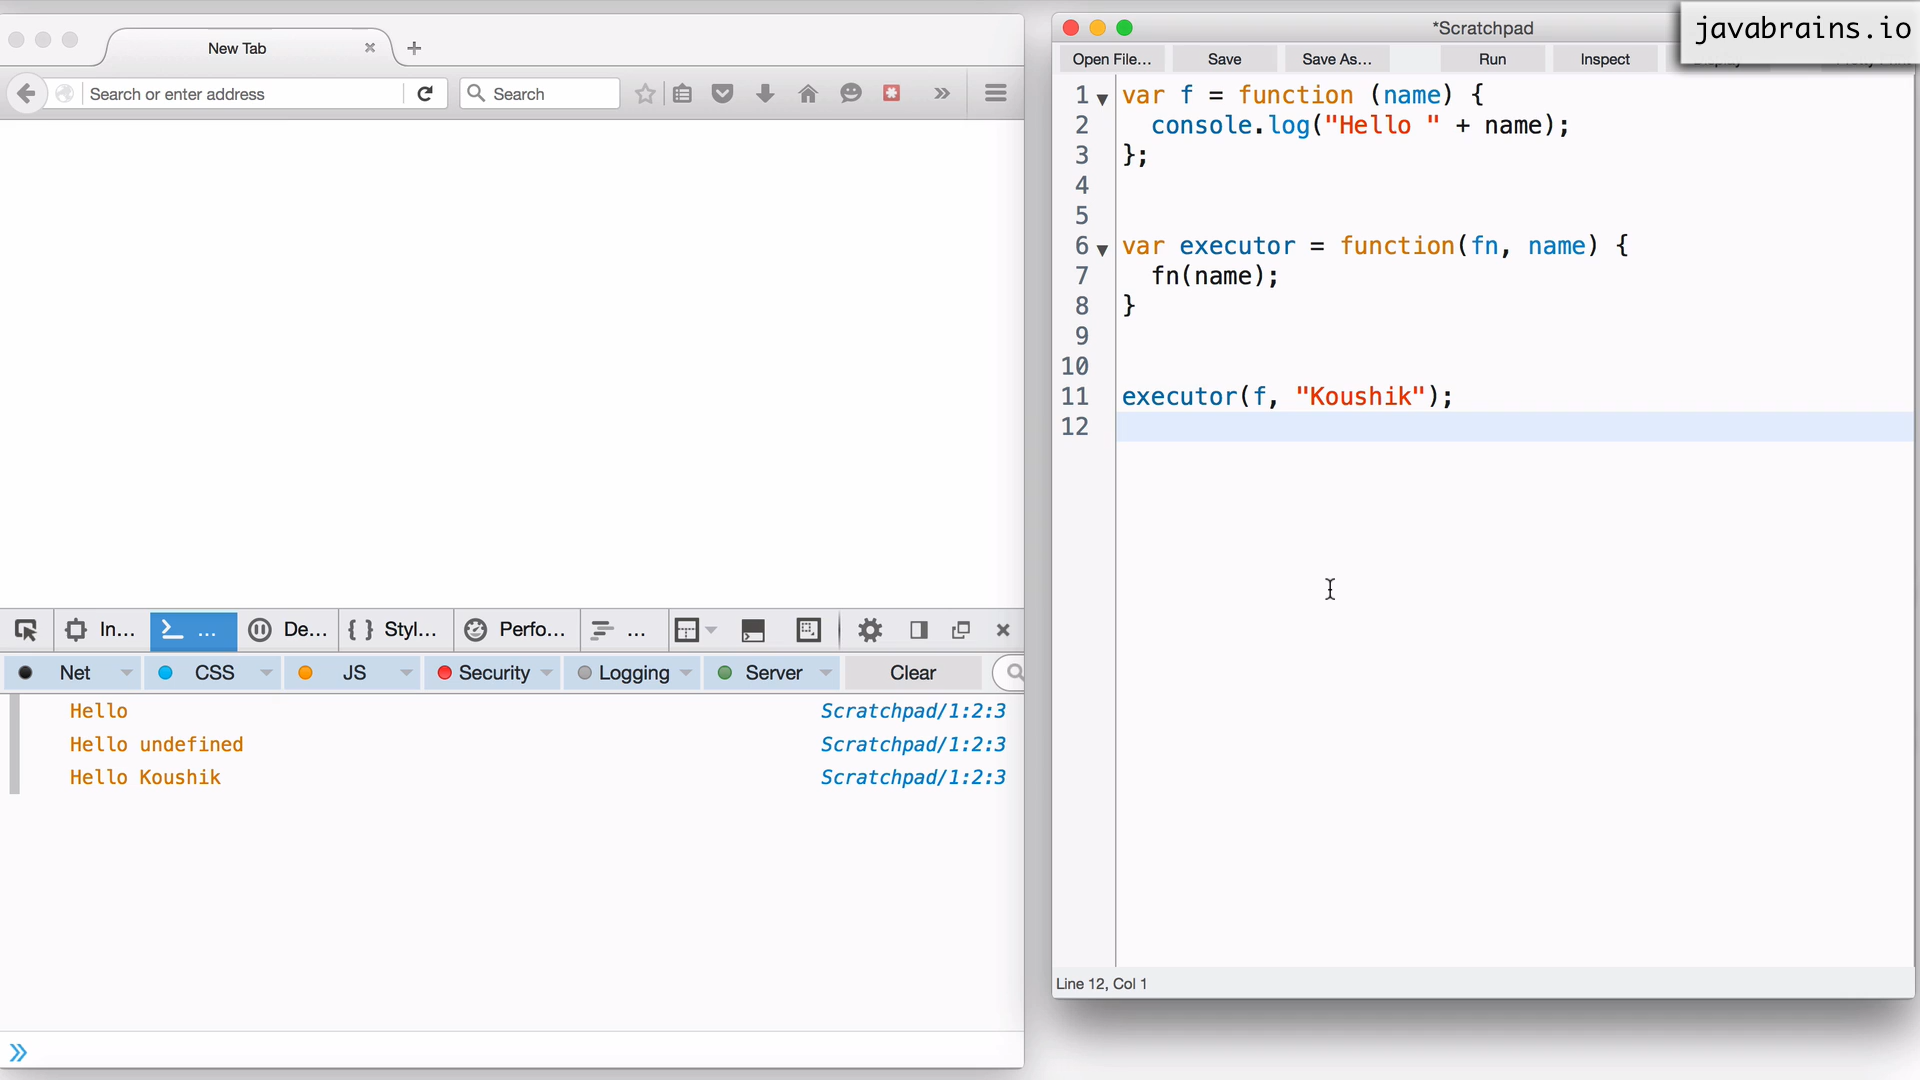 New Tab
Search or enter address
Search
In...
...
De...
{ } Styl...
Perfo...
...
Net
CSS
JS
Security
Logging
Server
Clear
Hello Scratchpad/1:2:3
Hello undefined Scratchpad/1:2:3
Hello Koushik Scratchpad/1:2:3
*Scratchpad
javabrains.io
Open File...
Save
Save As...
Run
Inspect
1 var f = function (name) {
2 console.log("Hello " + name);
3 };
4
5
6 var executor = function(fn, name) {
7 fn(name);
8 }
9
10
11 executor(f, "Koushik");
12
Line 12, Col 1